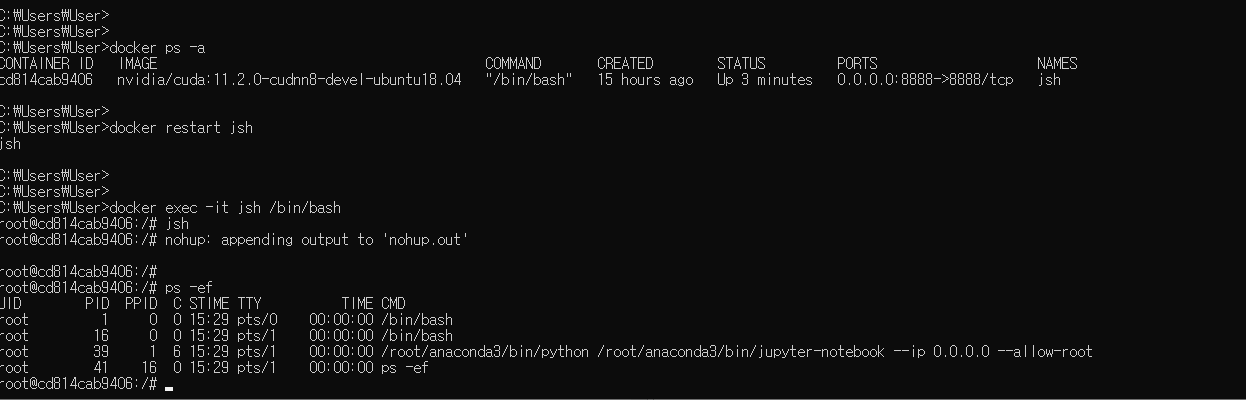 C:₩Users₩User>
C:₩Users₩User>
C:₩Users₩User>docker ps -a
CONTAINER ID   IMAGE                                      COMMAND       CREATED        STATUS         PORTS                    NAMES
cd814cab9406   nvidia/cuda:11.2.0-cudnn8-devel-ubuntu18.04   "/bin/bash"   15 hours ago   Up 3 minutes   0.0.0.0:8888->8888/tcp   jsh
C:₩Users₩User>
C:₩Users₩User>docker restart jsh
jsh
C:₩Users₩User>
C:₩Users₩User>
C:₩Users₩User>docker exec -it jsh /bin/bash
root@cd814cab9406:/# jsh
root@cd814cab9406:/# nohup: appending output to 'nohup.out'
root@cd814cab9406:/#
root@cd814cab9406:/# ps -ef
UID        PID  PPID  C STIME TTY          TIME CMD
root         1     0  0 15:29 pts/0    00:00:00 /bin/bash
root        16     0  0 15:29 pts/1    00:00:00 /bin/bash
root        39     1  6 15:29 pts/1    00:00:00 /root/anaconda3/bin/python /root/anaconda3/bin/jupyter-notebook --ip 0.0.0.0 --allow-root
root        41    16  0 15:29 pts/1    00:00:00 ps -ef
root@cd814cab9406:/#